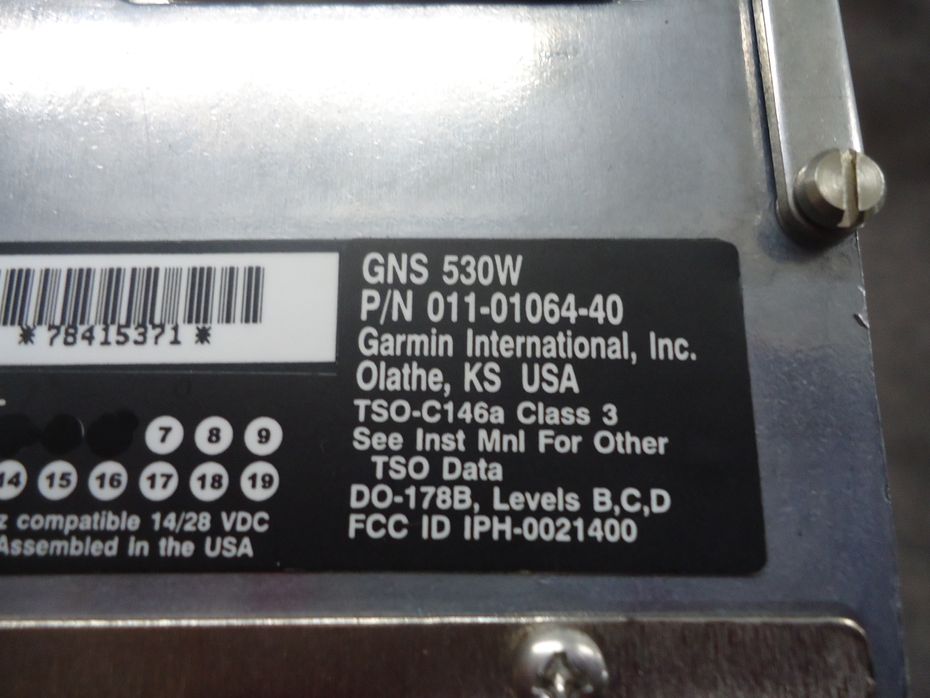 *78415371*
7 8 9
14 15 16 17 18 19
compatible 14/28 VDC
Assembled in the USA
GNS 530W
P/N 011-01064-40
Garmin International, Inc.
Olathe, KS USA
TSO-C146a Class 3
See Inst Mnl For Other
TSO Data
DO-178B, Levels B,C,D
FCC ID IPH-0021400